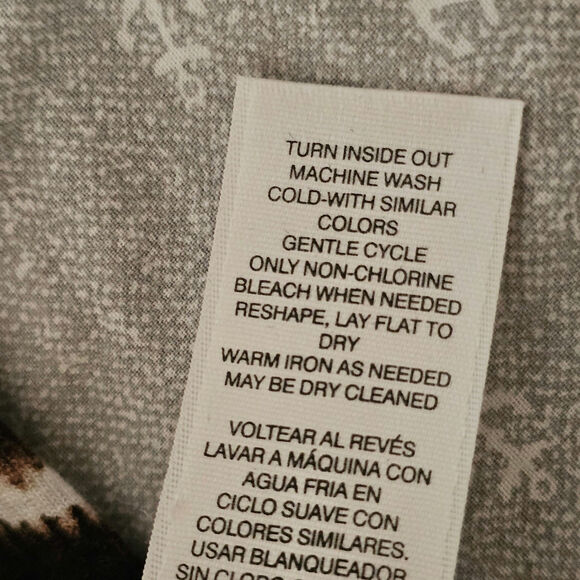 TURN INSIDE OUT
MACHINE WASH
COLD-WITH SIMILAR
COLORS
GENTLE CYCLE
ONLY NON-CHLORINE
BLEACH WHEN NEEDED
RESHAPE, LAY FLAT TO
DRY
WARM IRON AS NEEDED
MAY BE DRY CLEANED
VOLTEAR AL REVÉS
LAVAR A MÁQUINA CON
AGUA FRIA EN
CICLO SUAVE CON
COLORES SIMILARES.
USAR BLANQUEADOR
SIN CLORO